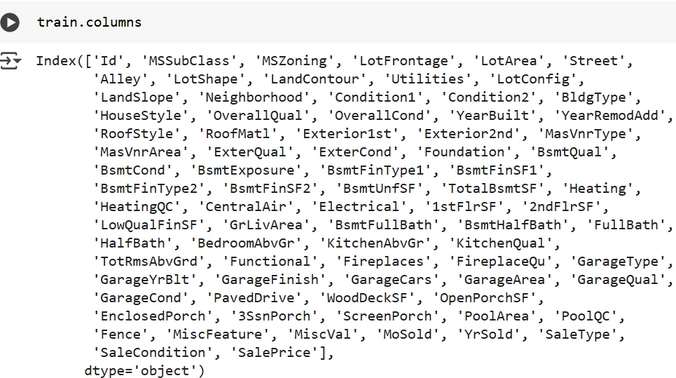 train.columns
Index(['Id', 'MSSubClass', 'MSZoning', 'LotFrontage', 'LotArea', 'Street',
'Alley', 'LotShape', 'LandContour', 'Utilities', 'LotConfig',
'LandSlope', 'Neighborhood', 'Condition1', 'Condition2', 'BldgType',
'HouseStyle', 'OverallQual', 'OverallCond', 'YearBuilt', 'YearRemodAdd',
'RoofStyle', 'RoofMatl', 'Exterior1st', 'Exterior2nd', 'MasVnrType',
'MasVnrArea', 'ExterQual', 'ExterCond', 'Foundation', 'BsmtQual',
'BsmtCond', 'BsmtExposure', 'BsmtFinType1', 'BsmtFinSF1',
'BsmtFinType2', 'BsmtFinSF2', 'BsmtUnfSF', 'TotalBsmtSF', 'Heating',
'HeatingQC', 'CentralAir', 'Electrical', '1stFlrSF', '2ndFlrSF',
'LowQualFinSF', 'GrLivArea', 'BsmtFullBath', 'BsmtHalfBath', 'FullBath',
'HalfBath', 'BedroomAbvGr', 'KitchenAbvGr', 'KitchenQual',
'TotRmsAbvGrd', 'Functional', 'Fireplaces', 'FireplaceQu', 'GarageType',
'GarageYrBlt', 'GarageFinish', 'GarageCars', 'GarageArea', 'GarageQual',
'GarageCond', 'PavedDrive', 'WoodDeckSF', 'OpenPorchSF',
'EnclosedPorch', '3SsnPorch', 'ScreenPorch', 'PoolArea', 'PoolQC',
'Fence', 'MiscFeature', 'MiscVal', 'MoSold', 'YrSold', 'SaleType',
'SaleCondition', 'SalePrice'],
dtype='object')